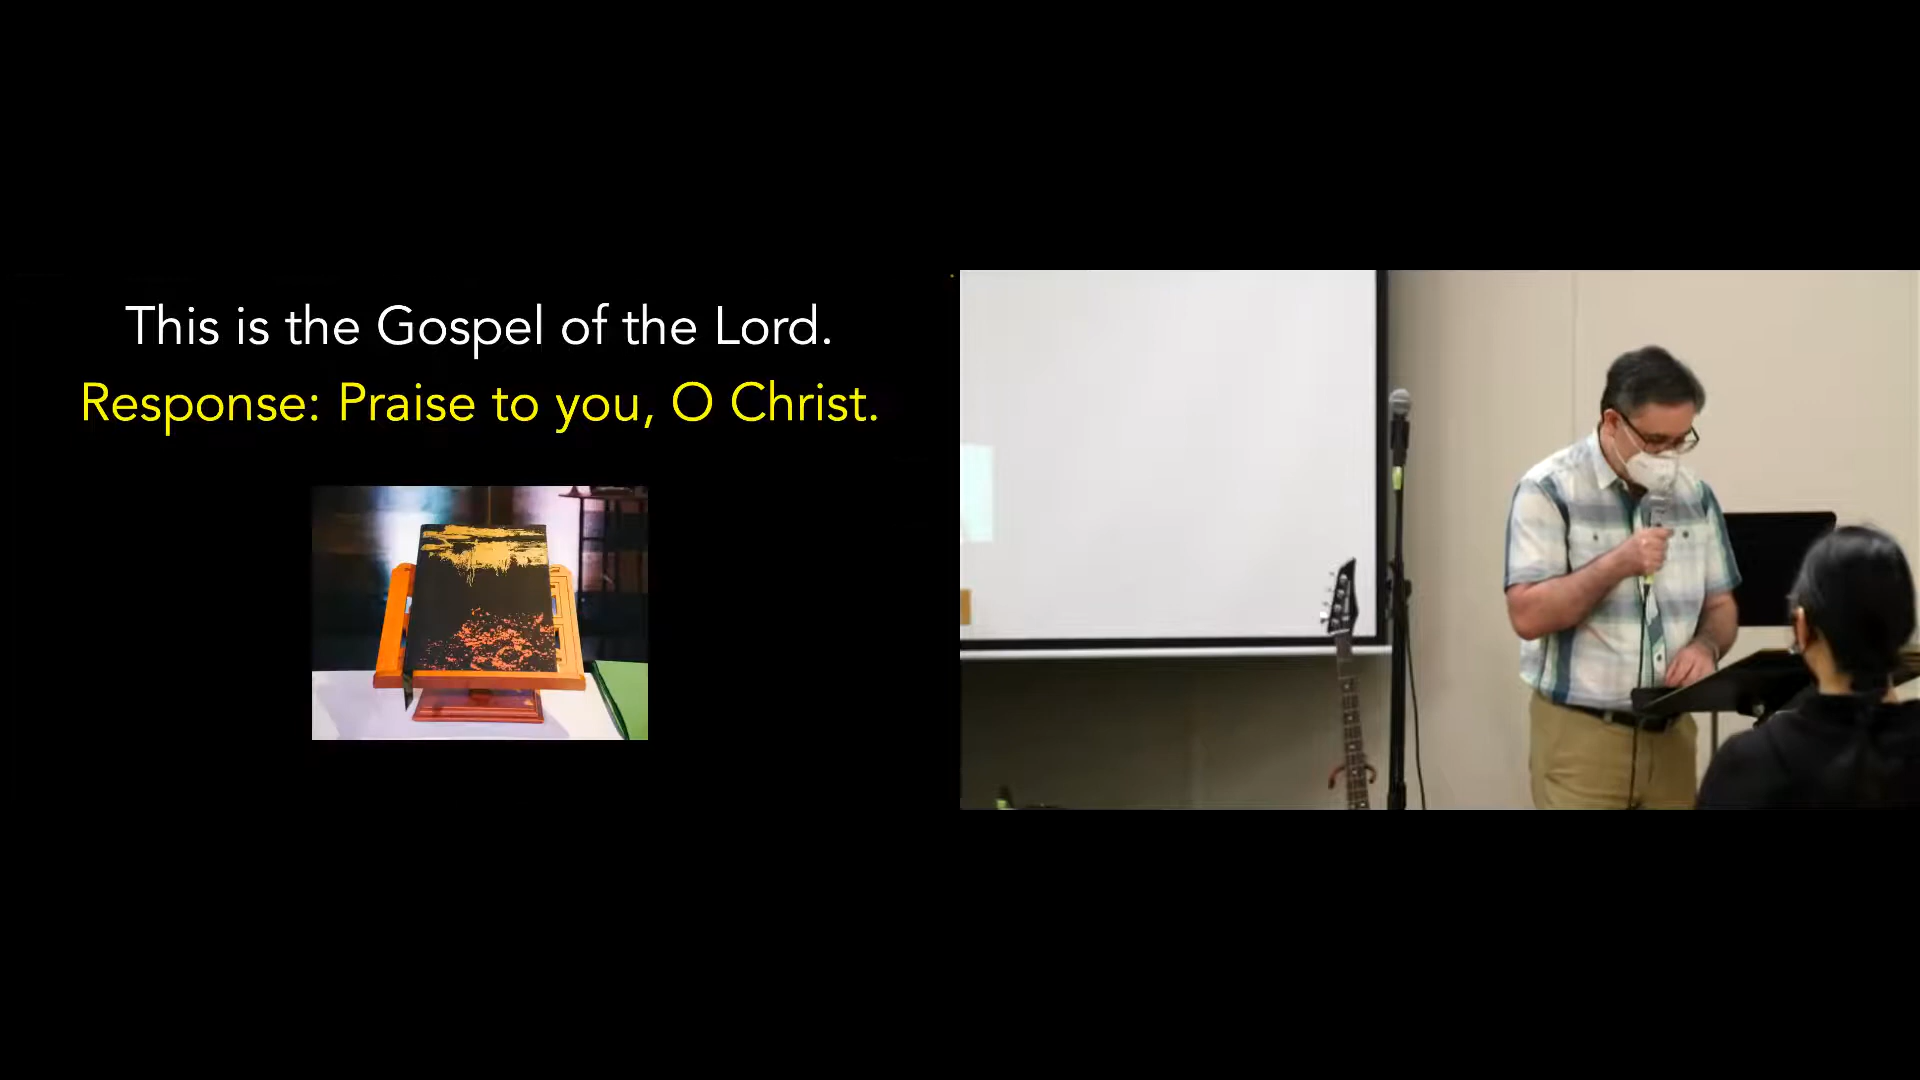 This is the Gospel of the Lord.
Response: Praise to you, O Christ.